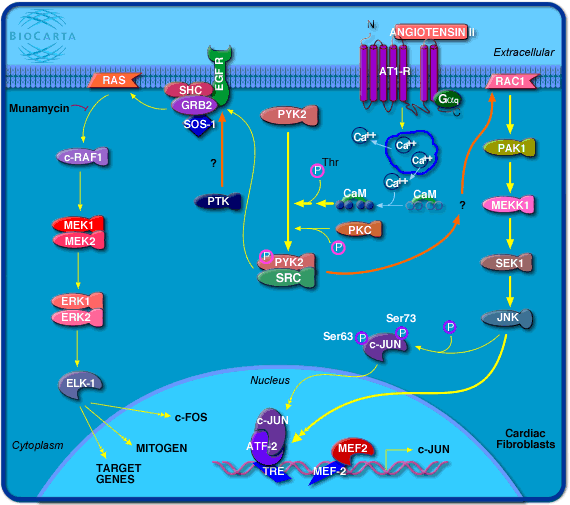 BIOCARTA
N
ANGIOTENSIN II
Extracellular
EGFR
RAS
SHC
GRB2
SOS-1
AT1-R
Gαq
RAC1
Munamycin
PYK2
Ca++
Ca++
Ca++
Ca++
c-RAF1
PAK1
P
Thr
?
PTK
CaM
CaM
MEKK1
?
PKC
P
MEK1
MEK2
P
PYK2
SRC
SEK1
ERK1
ERK2
JNK
Ser73
P
P
Ser63
P
c-JUN
ELK-1
Nucleus
c-FOS
MITOGEN
TARGET
GENES
Cytoplasm
c-JUN
ATF-2
TRE
MEF2
MEF-2
c-JUN
Cardiac
Fibroblasts